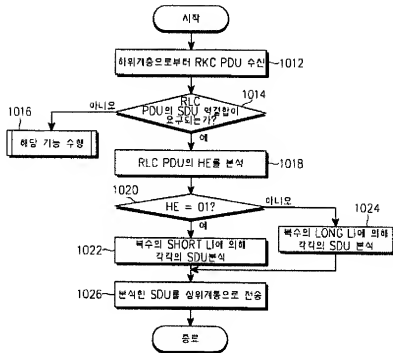 시작
하위계층으로부터 RKC PDU 수신
1012
1014
RLC
PDU의 SDU 역결합이
요구되는가?
아니오
1016
해당 기능 수행
예
RLC PDU의 HE를 분석
1018
1020
HE = 01?
아니오
예
1024
복수의 LONG LI에 의해
각각의 SDU 분석
복수의 SHORT LI에 의해
각각의 SDU분석
1022
1026
분석한 SDU를 상위계층으로 전송
종료